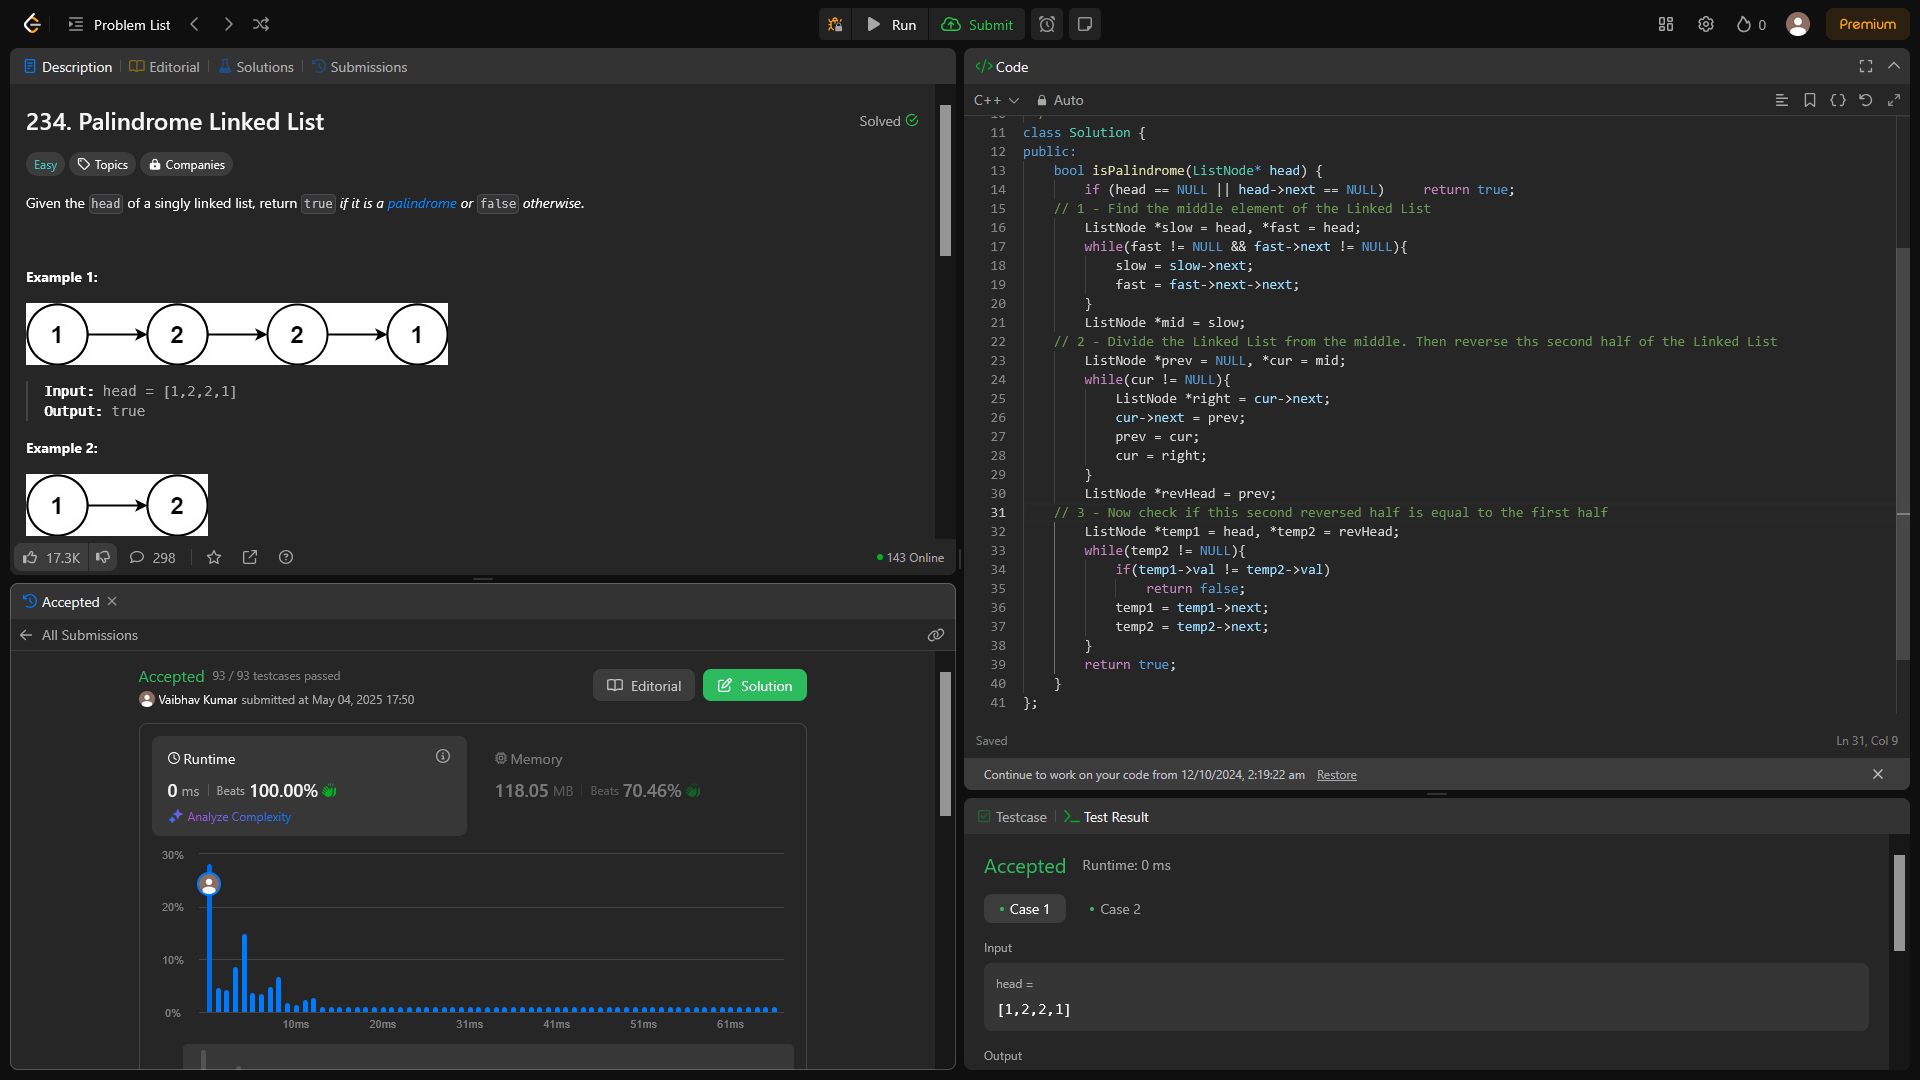 Problem List
Run
Submit
0
Premium
Description
Editorial
Solutions
Submissions
234. Palindrome Linked List
Solved
Easy
Topics
Companies
Given the head of a singly linked list, return true if it is a palindrome or false otherwise.
Example 1:
1 2 2 1
Input: head = [1,2,2,1]
Output: true
Example 2:
1 2
17.3K
298
143 Online
Accepted
All Submissions
Accepted 93 / 93 testcases passed
Vaibhav Kumar submitted at May 04, 2025 17:50
Editorial
Solution
Runtime
0 ms Beats 100.00%
Analyze Complexity
Memory
118.05 MB Beats 70.46%
30%
20%
10%
0%
10ms 20ms 31ms 41ms 51ms 61ms
</> Code
C++
Auto
11 class Solution {
12 public:
13 bool isPalindrome(ListNode* head) {
14 if (head == NULL || head->next == NULL) return true;
15 // 1 - Find the middle element of the Linked List
16 ListNode *slow = head, *fast = head;
17 while(fast != NULL && fast->next != NULL){
18 slow = slow->next;
19 fast = fast->next->next;
20 }
21 ListNode *mid = slow;
22 // 2 - Divide the Linked List from the middle. Then reverse ths second half of the Linked List
23 ListNode *prev = NULL, *cur = mid;
24 while(cur != NULL){
25 ListNode *right = cur->next;
26 cur->next = prev;
27 prev = cur;
28 cur = right;
29 }
30 ListNode *revHead = prev;
31 // 3 - Now check if this second reversed half is equal to the first half
32 ListNode *temp1 = head, *temp2 = revHead;
33 while(temp2 != NULL){
34 if(temp1->val != temp2->val)
35 return false;
36 temp1 = temp1->next;
37 temp2 = temp2->next;
38 }
39 return true;
40 }
41 };
Saved
Ln 31, Col 9
Continue to work on your code from 12/10/2024, 2:19:22 am Restore
Testcase
Test Result
Accepted Runtime: 0 ms
Case 1
Case 2
Input
head =
[1,2,2,1]
Output